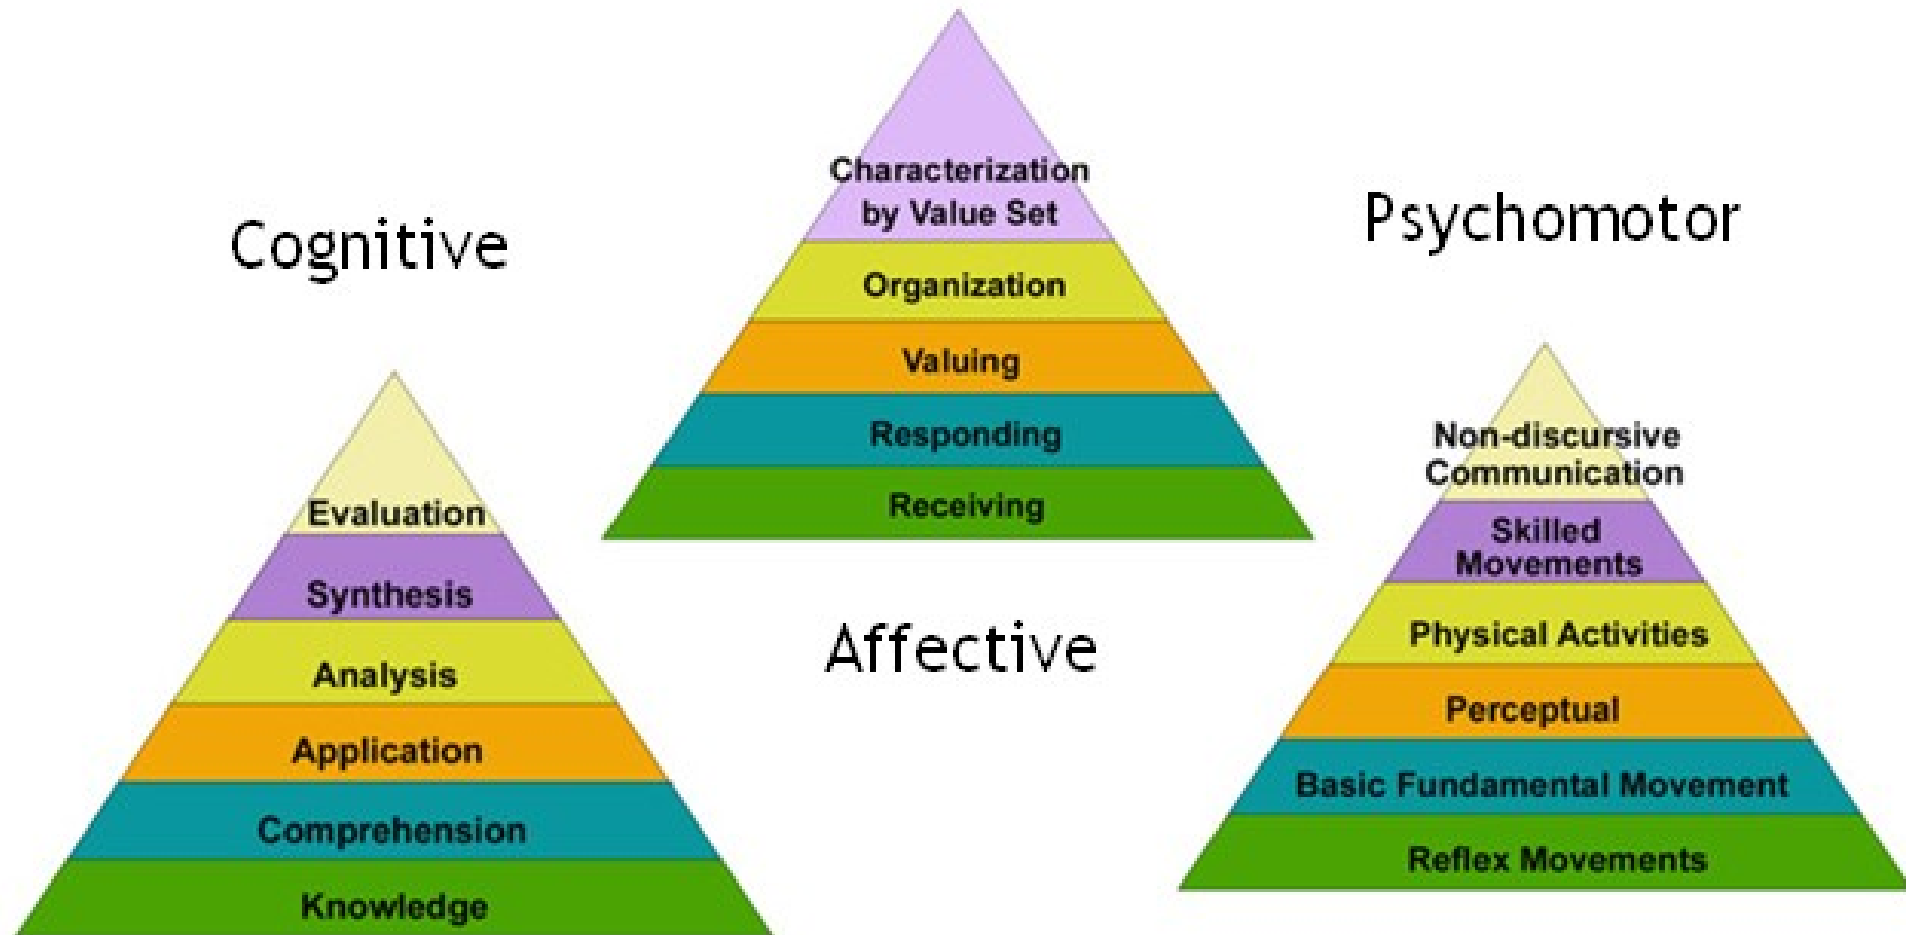 Cognitive
Evaluation
Synthesis
Analysis
Application
Comprehension
Knowledge
Characterization
by Value Set
Organization
Valuing
Responding
Receiving
Affective
Psychomotor
Non-discursive
Communication
Skilled
Movements
Physical Activities
Perceptual
Basic Fundamental Movement
Reflex Movements